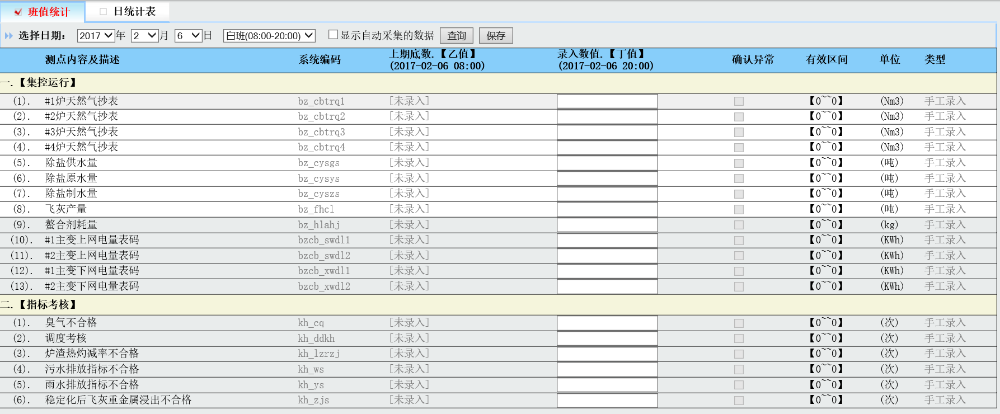 班值统计 日统计表
选择日期： 2017 年 2 月 6 日 白班(08:00-20:00) 显示自动采集的数据 查询 保存
测点内容及描述 系统编码 上期底数.【乙值】 录入数值.【丁值】 确认异常 有效区间 单位 类型
(2017-02-06 08:00) (2017-02-06 20:00)
一.【集控运行】
(1). #1炉天然气抄表 bz_cbtrq1 [未录入] 【0~~0】 (Nm3) 手工录入
(2). #2炉天然气抄表 bz_cbtrq2 [未录入] 【0~~0】 (Nm3) 手工录入
(3). #3炉天然气抄表 bz_cbtrq3 [未录入] 【0~~0】 (Nm3) 手工录入
(4). #4炉天然气抄表 bz_cbtrq4 [未录入] 【0~~0】 (Nm3) 手工录入
(5). 除盐供水量 bz_cysgs [未录入] 【0~~0】 (吨) 手工录入
(6). 除盐原水量 bz_cysys [未录入] 【0~~0】 (吨) 手工录入
(7). 除盐制水量 bz_cyszs [未录入] 【0~~0】 (吨) 手工录入
(8). 飞灰产量 bz_fhcl [未录入] 【0~~0】 (吨) 手工录入
(9). 螯合剂耗量 bz_hlahj [未录入] 【0~~0】 (kg) 手工录入
(10). #1主变上网电量表码 bzcb_swdl1 [未录入] 【0~~0】 (KWh) 手工录入
(11). #2主变上网电量表码 bzcb_swdl2 [未录入] 【0~~0】 (KWh) 手工录入
(12). #1主变下网电量表码 bzcb_xwdl1 [未录入] 【0~~0】 (KWh) 手工录入
(13). #2主变下网电量表码 bzcb_xwdl2 [未录入] 【0~~0】 (KWh) 手工录入
二.【指标考核】
(1). 臭气不合格 kh_cq [未录入] 【0~~0】 (次) 手工录入
(2). 调度考核 kh_ddkh [未录入] 【0~~0】 (次) 手工录入
(3). 炉渣热灼减率不合格 kh_lzrzj [未录入] 【0~~0】 (次) 手工录入
(4). 污水排放指标不合格 kh_ws [未录入] 【0~~0】 (次) 手工录入
(5). 雨水排放指标不合格 kh_ys [未录入] 【0~~0】 (次) 手工录入
(6). 稳定化后飞灰重金属浸出不合格 kh_zjs [未录入] 【0~~0】 (次) 手工录入